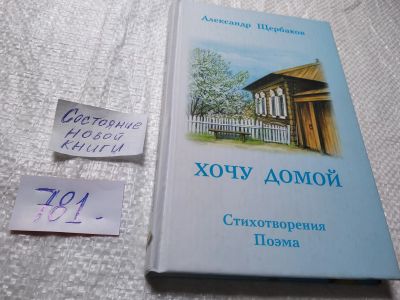 Александр Щербаков
ХОЧУ ДОМОЙ
Стихотворения
Поэма
Состояние
новой
книги
781.-